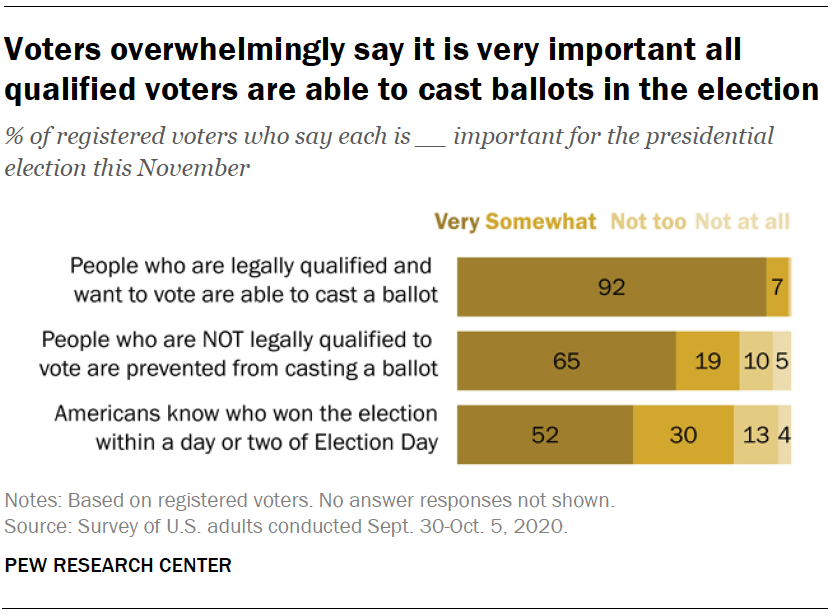 Voters overwhelmingly say it is very important all
qualified voters are able to cast ballots in the election
% of registered voters who say each is __ important for the presidential
election this November
Very Somewhat Not too Not at all
People who are legally qualified and
want to vote are able to cast a ballot
92 7
People who are NOT legally qualified to
vote are prevented from casting a ballot
65 19 10 5
Americans know who won the election
within a day or two of Election Day
52 30 13 4
Notes: Based on registered voters. No answer responses not shown.
Source: Survey of U.S. adults conducted Sept. 30-Oct. 5, 2020.
PEW RESEARCH CENTER